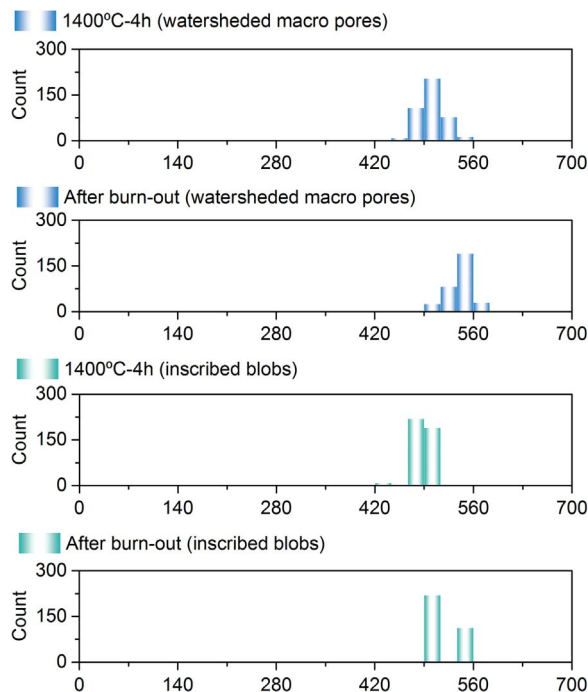 1400ºC-4h (watersheded macro pores)
300
150
0
Count
0 140 280 420 560 700
After burn-out (watersheded macro pores)
300
150
0
Count
0 140 280 420 560 700
1400ºC-4h (inscribed blobs)
300
150
0
Count
0 140 280 420 560 700
After burn-out (inscribed blobs)
300
150
0
Count
0 140 280 420 560 700